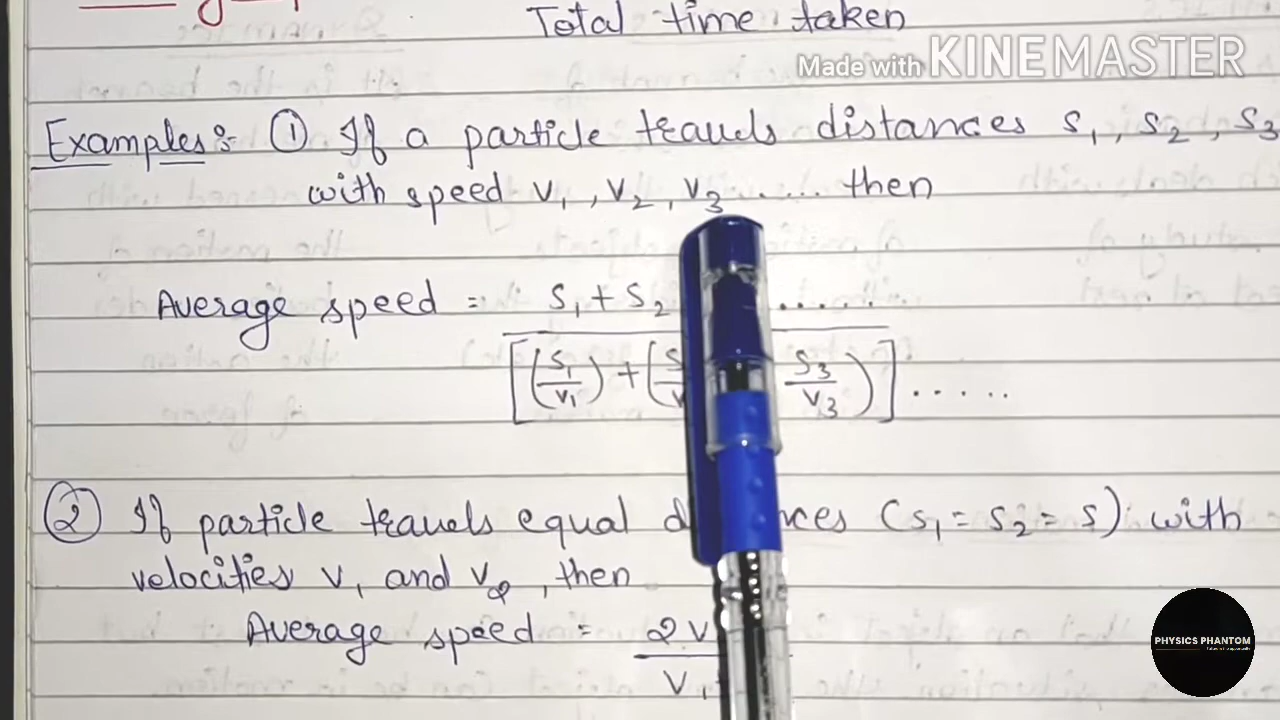 Total time taken
Made with KINEMASTER
Examples:- ① If a particle travels distances s₁, s₂, s₃
with speed v₁, v₂, v₃ ..... then
Average speed = s₁ + s₂ ......
[(s₁/v₁) + (s s₃/v₃)] .....
② If particle travels equal d nces (s₁ = s₂ = s) with
velocities v₁ and v₂, then
Average speed = 2v
v₁
PHYSICS PHANTOM